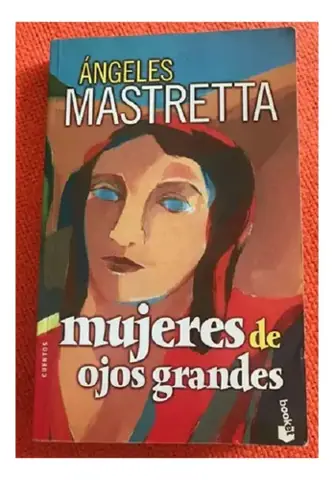 ÁNGELES
MASTRETTA
mujeres de
ojos grandes
CUENTOS
booket